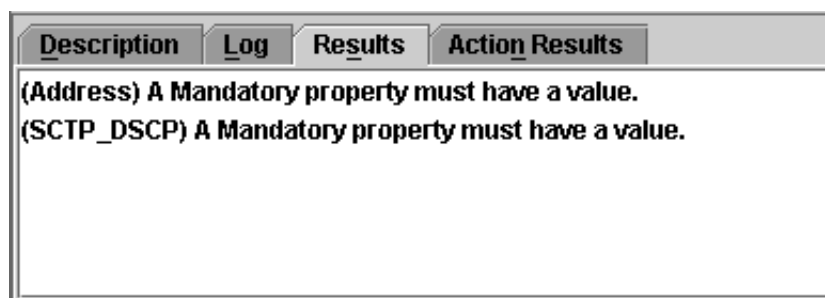 Description Log Results Action Results
(Address) A Mandatory property must have a value.
(SCTP_DSCP) A Mandatory property must have a value.